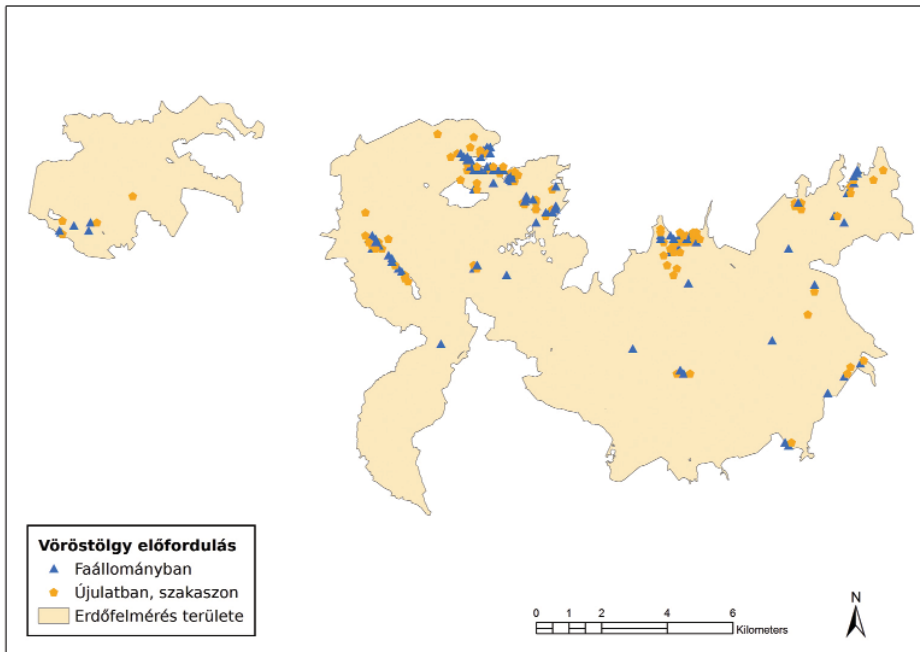 Vöröstölgy előfordulás
Faállományban
Újulatban, szakaszon
Erdőfelmérés területe
0 1 2 4 6
Kilometers
N